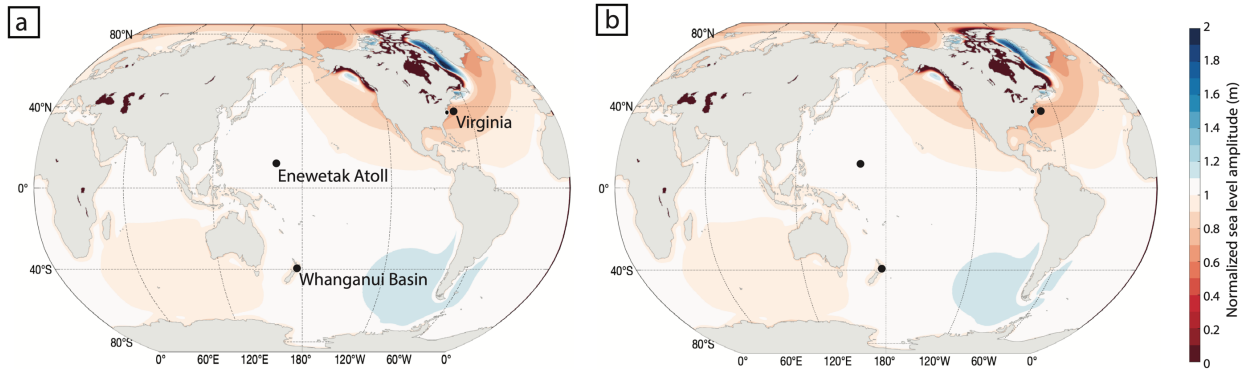 a
80°N
40°N
0°
40°S
80°S
0°
60°E
120°E
180°
120°W
60°W
0°
Virginia
Enewetak Atoll
Whanganui Basin
b
80°N
40°N
0°
40°S
80°S
0°
60°E
120°E
180°
120°W
60°W
0°
2
1.8
1.6
1.4
1.2
1
0.8
0.6
0.4
0.2
0
Normalized sea level amplitude (m)